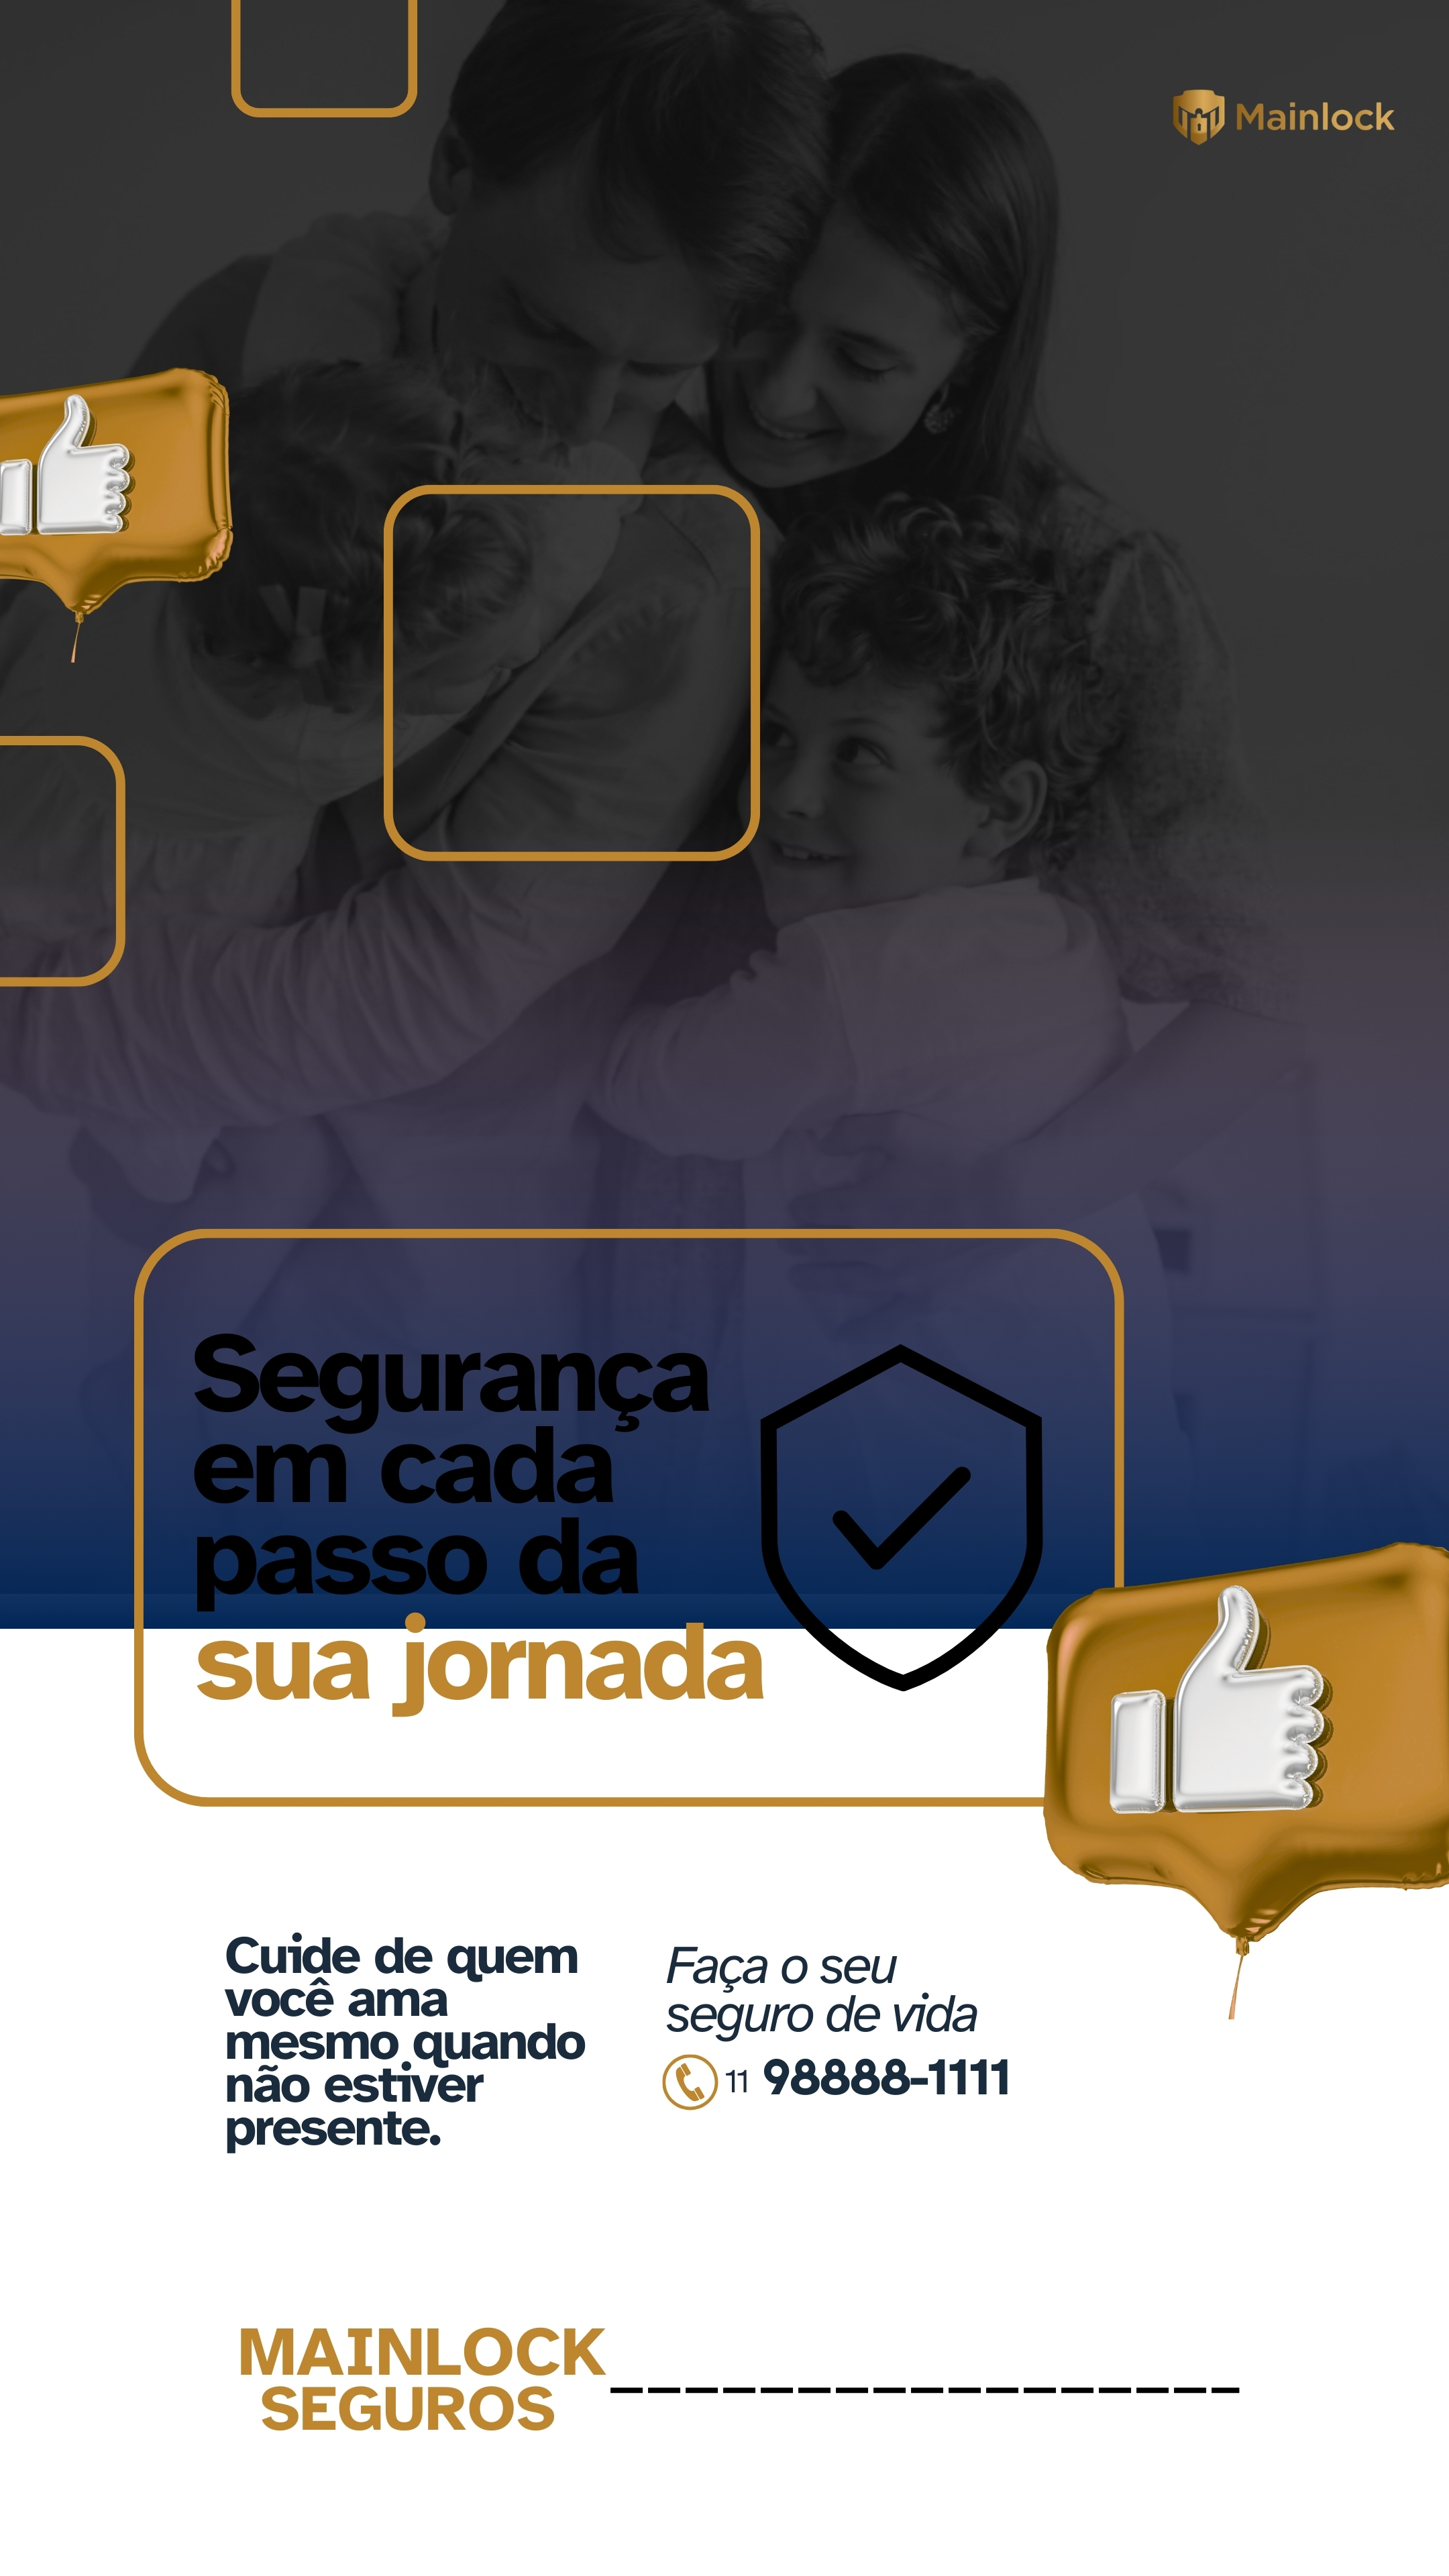 Mainlock
Segurança
em cada
passo da
sua jornada
Cuide de quem
você ama
mesmo quando
não estiver
presente.
Faça o seu
seguro de vida
11 98888-1111
MAINLOCK
SEGUROS